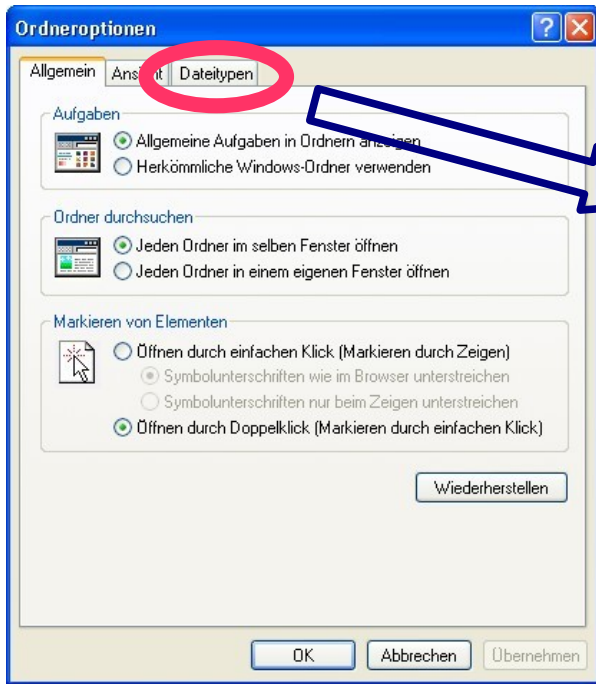 Ordneroptionen
Allgemein Ansicht Dateitypen
Aufgaben
Allgemeine Aufgaben in Ordnern anzeigen
Herkömmliche Windows-Ordner verwenden
Ordner durchsuchen
Jeden Ordner im selben Fenster öffnen
Jeden Ordner in einem eigenen Fenster öffnen
Markieren von Elementen
Öffnen durch einfachen Klick (Markieren durch Zeigen)
Symbolunterschriften wie im Browser unterstreichen
Symbolunterschriften nur beim Zeigen unterstreichen
Öffnen durch Doppelklick (Markieren durch einfachen Klick)
Wiederherstellen
OK Abbrechen Übernehmen